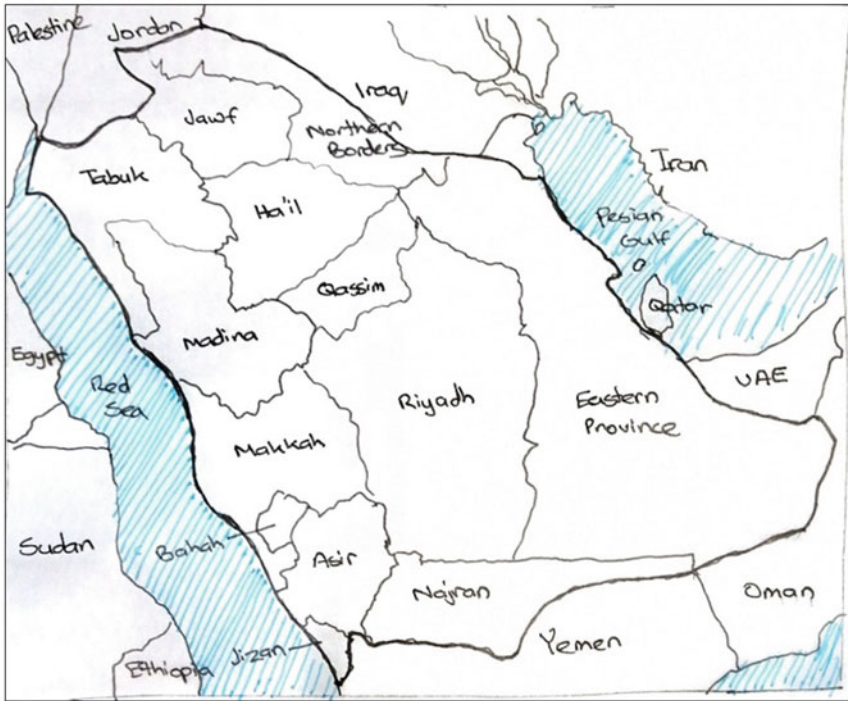 Palestine
Jordan
Iraq
Jawf
Northern
Borders
Iran
Tabuk
Ha'il
Pesian
Gulf
Qassim
Qatar
Madina
Egypt
Red
Sea
UAE
Riyadh
Eastern
Province
Makkah
Sudan
Bahah
Asir
Najran
Oman
Jizan
Yemen
Ethiopia